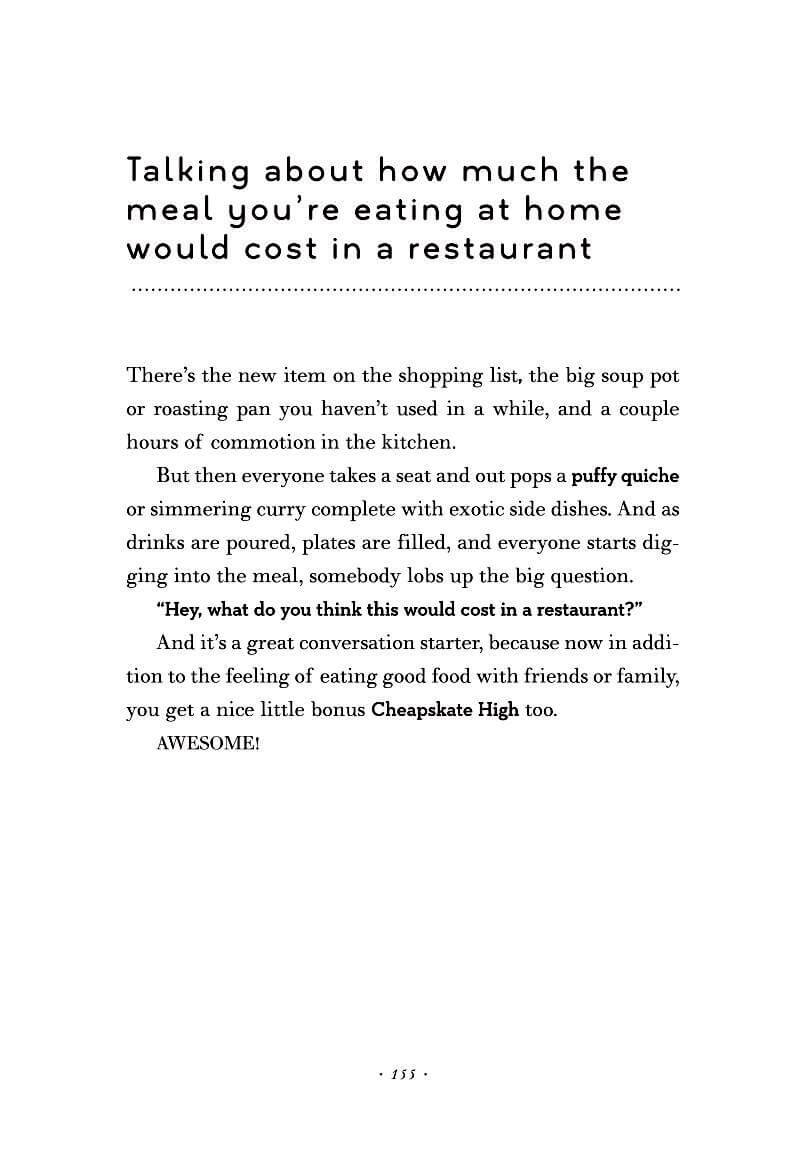 Talking about how much the
meal you’re eating at home
would cost in a restaurant
There’s the new item on the shopping list, the big soup pot
or roasting pan you haven’t used in a while, and a couple
hours of commotion in the kitchen.
But then everyone takes a seat and out pops a puffy quiche
or simmering curry complete with exotic side dishes. And as
drinks are poured, plates are filled, and everyone starts dig-
ging into the meal, somebody lobs up the big question.
“Hey, what do you think this would cost in a restaurant?”
And it’s a great conversation starter, because now in addi-
tion to the feeling of eating good food with friends or family,
you get a nice little bonus Cheapskate High too.
AWESOME!
· 155 ·